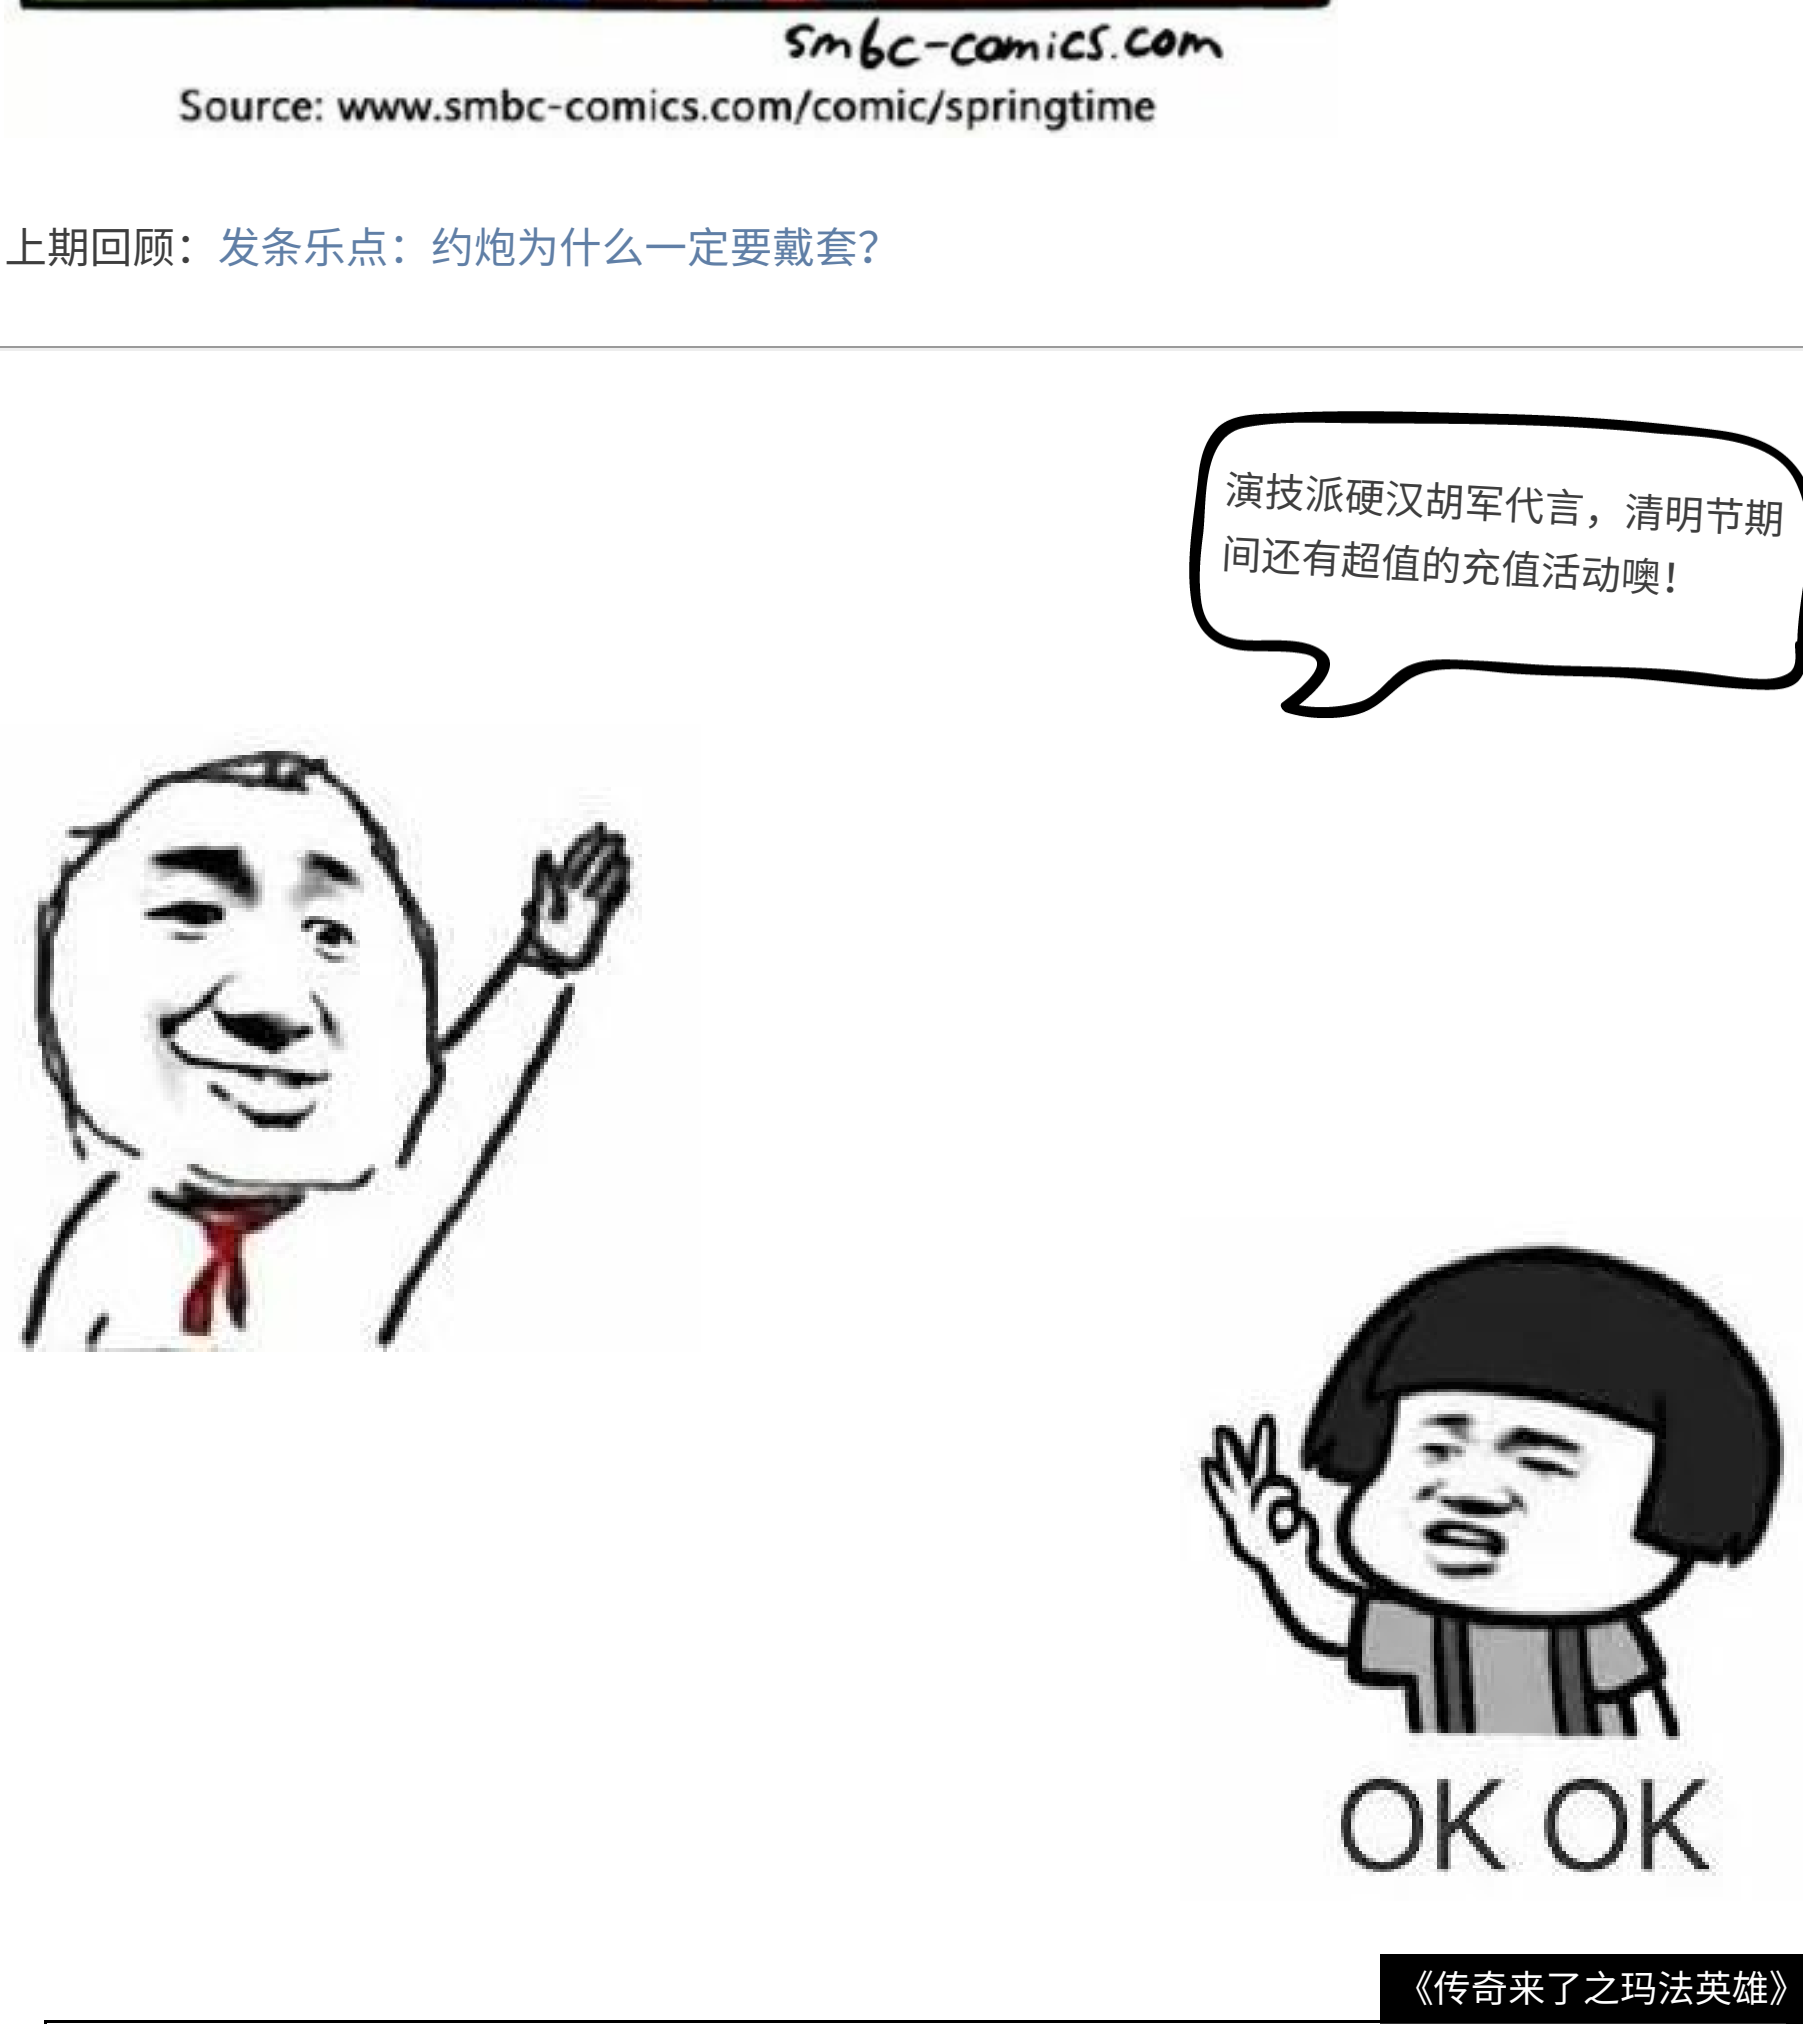 smbc-comics.com
Source: www.smbc-comics.com/comic/springtime
上期回顾：发条乐点：约炮为什么一定要戴套？
演技派硬汉胡军代言，清明节期
间还有超值的充值活动噢！
OK OK
《传奇来了之玛法英雄》